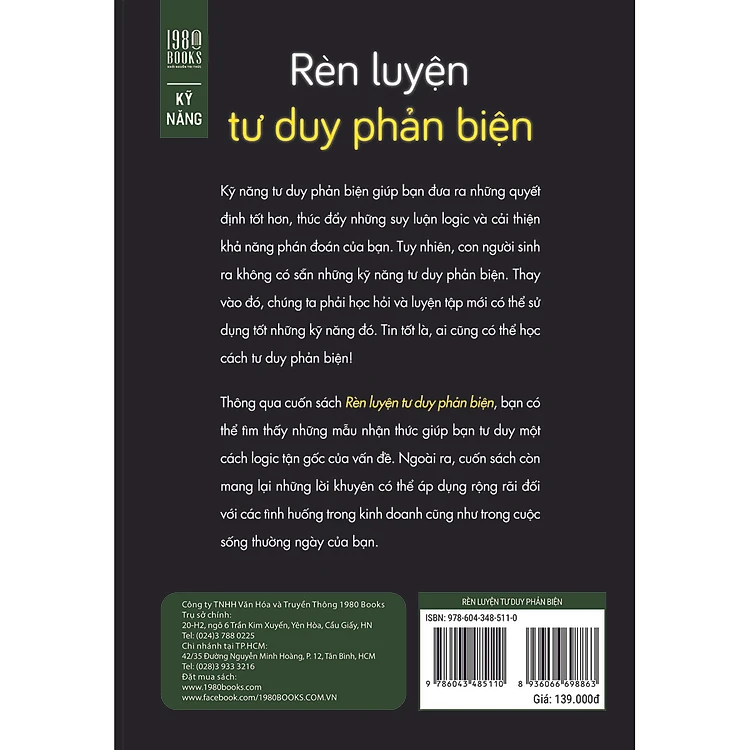 1980
BOOKS
KỸ
NĂNG
Rèn luyện
tư duy phản biện
Kỹ năng tư duy phản biện giúp bạn đưa ra những quyết
định tốt hơn, thúc đẩy những suy luận logic và cải thiện
khả năng phán đoán của bạn. Tuy nhiên, con người sinh
ra không có sẵn những kỹ năng tư duy phản biện. Thay
vào đó, chúng ta phải học hỏi và luyện tập mới có thể sử
dụng tốt những kỹ năng đó. Tin tốt là, ai cũng có thể học
cách tư duy phản biện!
Thông qua cuốn sách Rèn luyện tư duy phản biện, bạn có
thể tìm thấy những mẫu nhận thức giúp bạn tư duy một
cách logic tận gốc của vấn đề. Ngoài ra, cuốn sách còn
mang lại những lời khuyên có thể áp dụng rộng rãi đối
với các tình huống trong kinh doanh cũng như trong cuộc
sống thường ngày của bạn.
Công ty TNHH Văn Hóa và Truyền Thông 1980 Books
Trụ sở chính:
20-H2, ngõ 6 Trần Kim Xuyến, Yên Hòa, Cầu Giấy, HN
Tel: (024)3 788 0225
Chi nhánh tại TP.HCM:
42/35 Đường Nguyễn Minh Hoàng, P. 12, Tân Bình, HCM
Tel: (028)3 933 3216
Đặt mua sách:
www.1980books.com
www.facebook.com/1980BOOKS.COM.VN
RÈN LUYỆN TƯ DUY PHẢN BIỆN
ISBN: 978-604-348-511-0
9 786043 485110
8 936066 698863
Giá: 139.000đ